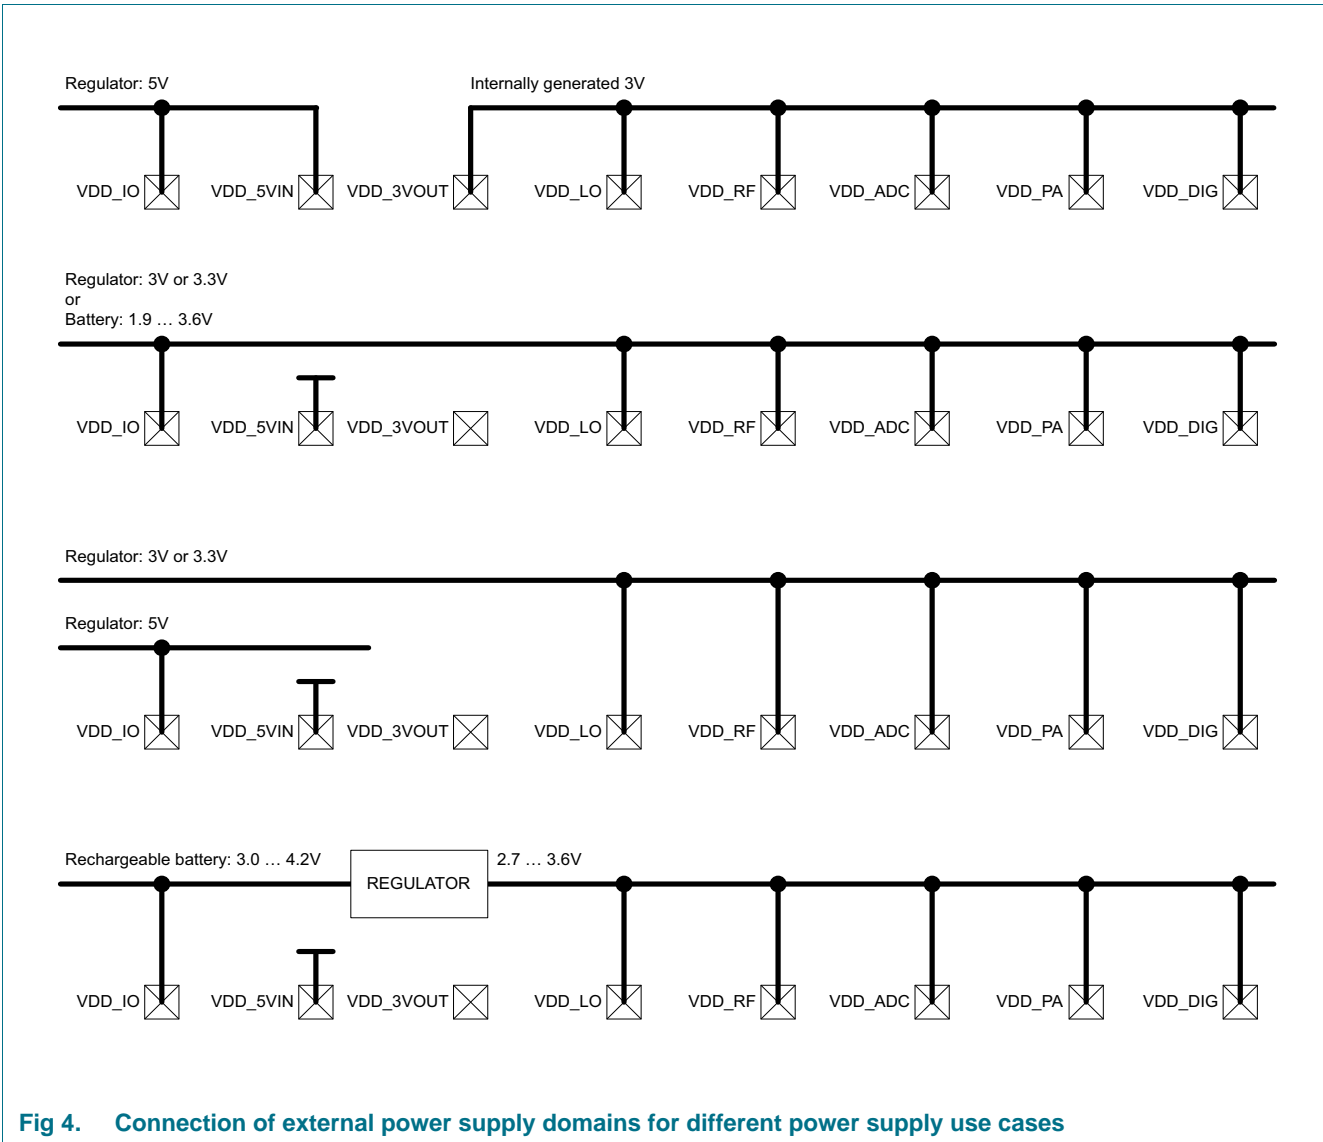 Regulator: 5V
Internally generated 3V
VDD_IO VDD_5VIN VDD_3VOUT VDD_LO VDD_RF VDD_ADC VDD_PA VDD_DIG
Regulator: 3V or 3.3V
or
Battery: 1.9 … 3.6V
VDD_IO VDD_5VIN VDD_3VOUT VDD_LO VDD_RF VDD_ADC VDD_PA VDD_DIG
Regulator: 3V or 3.3V
Regulator: 5V
VDD_IO VDD_5VIN VDD_3VOUT VDD_LO VDD_RF VDD_ADC VDD_PA VDD_DIG
Rechargeable battery: 3.0 … 4.2V
REGULATOR
2.7 … 3.6V
VDD_IO VDD_5VIN VDD_3VOUT VDD_LO VDD_RF VDD_ADC VDD_PA VDD_DIG
Fig 4. Connection of external power supply domains for different power supply use cases